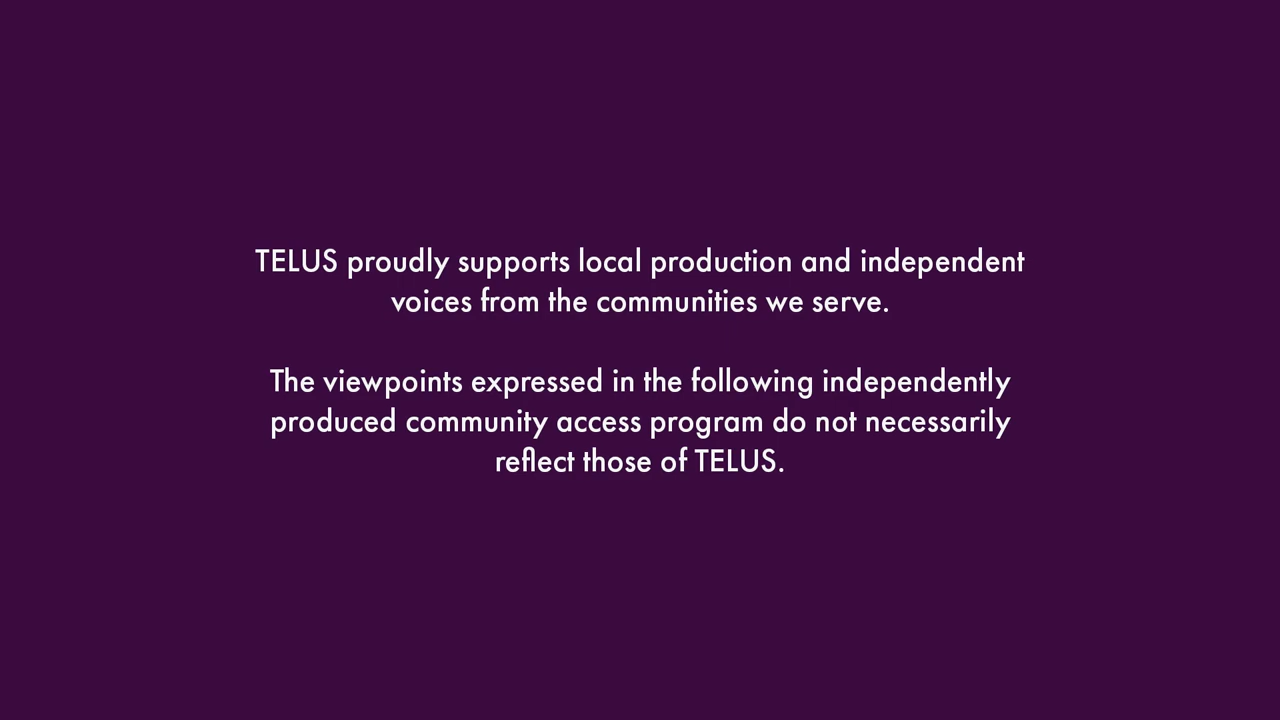 TELUS proudly supports local production and independent
voices from the communities we serve.
The viewpoints expressed in the following independently
produced community access program do not necessarily
reflect those of TELUS.